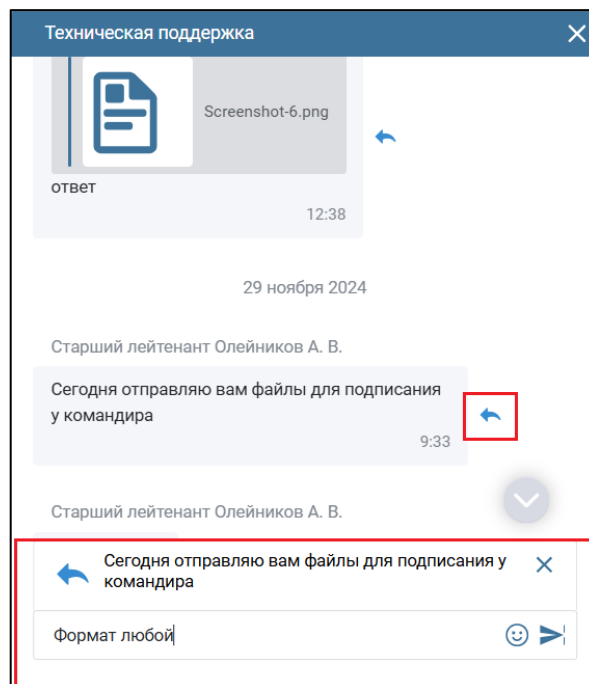 Техническая поддержка
Screenshot-6.png
ответ
12:38
29 ноября 2024
Старший лейтенант Олейников А. В.
Сегодня отправляю вам файлы для подписания
у командира
9:33
Старший лейтенант Олейников А. В.
Сегодня отправляю вам файлы для подписания у
командира
Формат любой